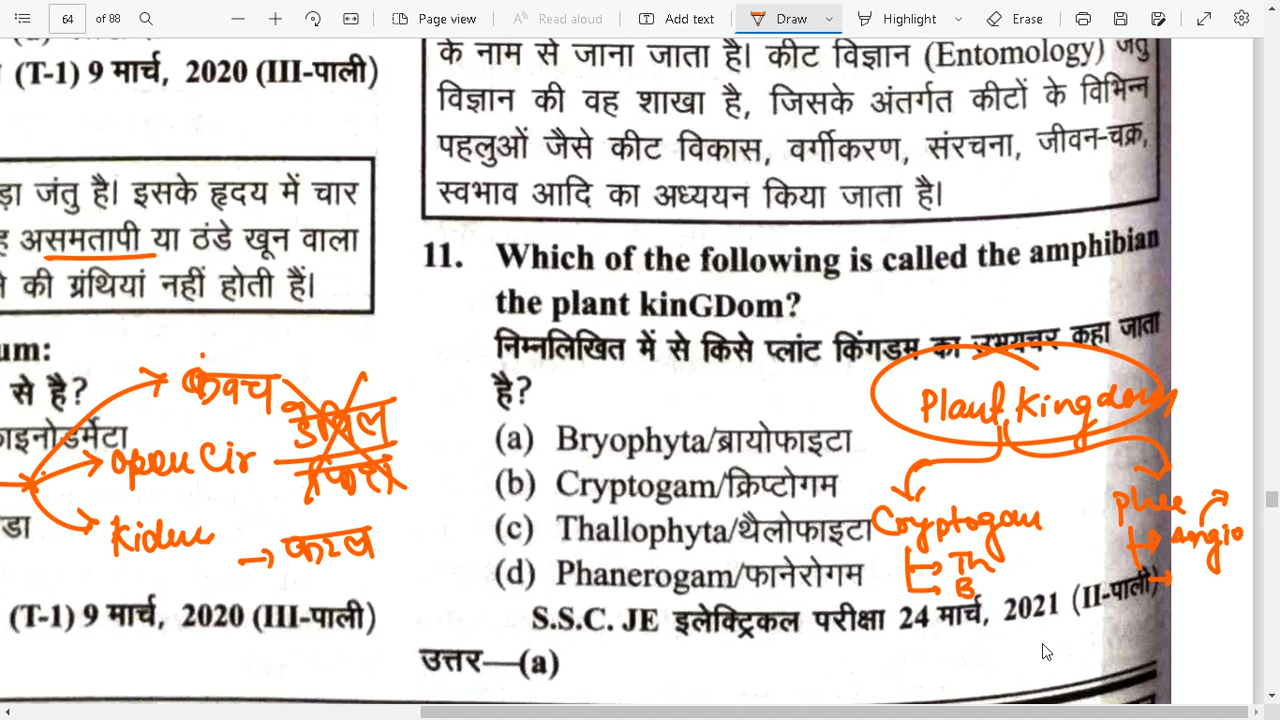 64
of 88
Page view
Read aloud
Add text
Draw
Highlight
Erase
(T-1) 9 मार्च, 2020 (III-पाली)
ड़ा जंतु है। इसके हृदय में चार
ह असमतापी या ठंडे खून वाला
ने की ग्रंथियां नहीं होती हैं।
um:
से है?
इनोडर्मेटा
डा
कवच
open Cir
(T-1) 9 मार्च, 2020 (III-पाली)
के नाम से जाना जाता है। कीट विज्ञान (Entomology) जंतु
विज्ञान की वह शाखा है, जिसके अंतर्गत कीटों के विभिन्न
पहलुओं जैसे कीट विकास, वर्गीकरण, संरचना, जीवन-चक्र,
स्वभाव आदि का अध्ययन किया जाता है।
11. Which of the following is called the amphibian
the plant kinGDom?
निम्नलिखित में से किसे प्लांट किंगडम का उभयचर कहा जाता
है?
Plant Kingdom
(a) Bryophyta/ब्रायोफाइटा
(b) Cryptogam/क्रिप्टोगम
(c) Thallophyta/थैलोफाइटा
(d) Phanerogam/फानेरोगम
Cryptogam
Th
B
Angio
S.S.C. JE इलेक्ट्रिकल परीक्षा 24 मार्च, 2021 (II-पाली)
उत्तर—(a)